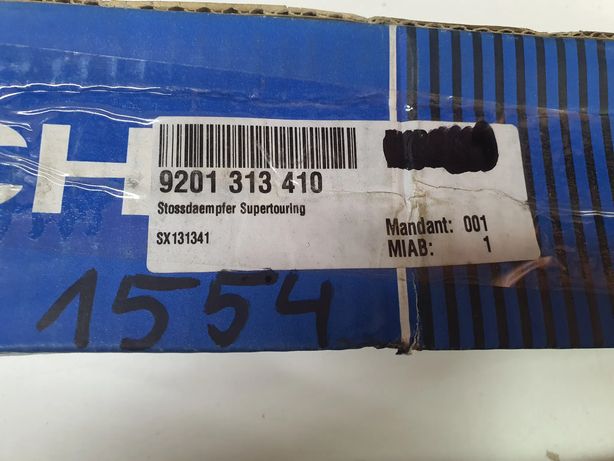 CH
9201 313 410
Stossdaempfer Supertouring
SX131341
Mandant: 001
MIAB: 1
1554